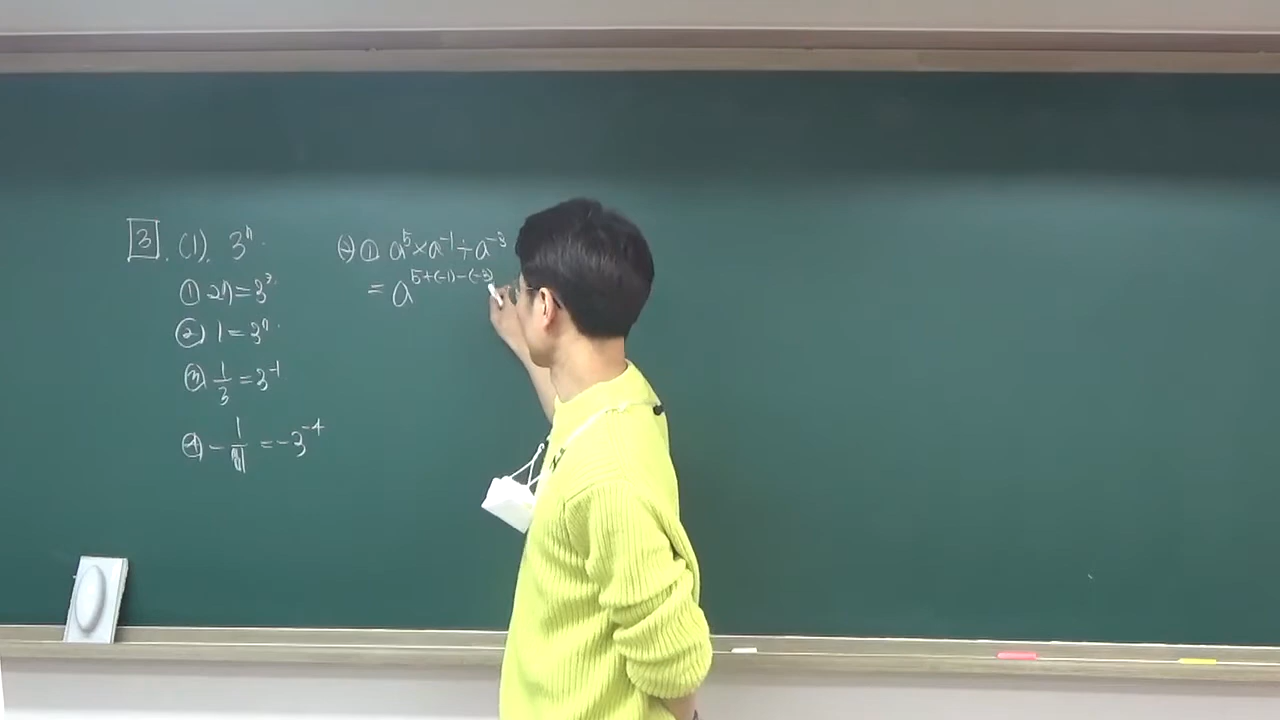 3. (1). 3ⁿ.
① 27=3³.
② 1=3⁰.
③ 1/3=3⁻¹
④ -1/81=-3⁻⁴
(2) ① a⁵×a⁻¹÷a⁻³
= a⁵⁺⁽⁻¹⁾⁻⁽⁻³⁾